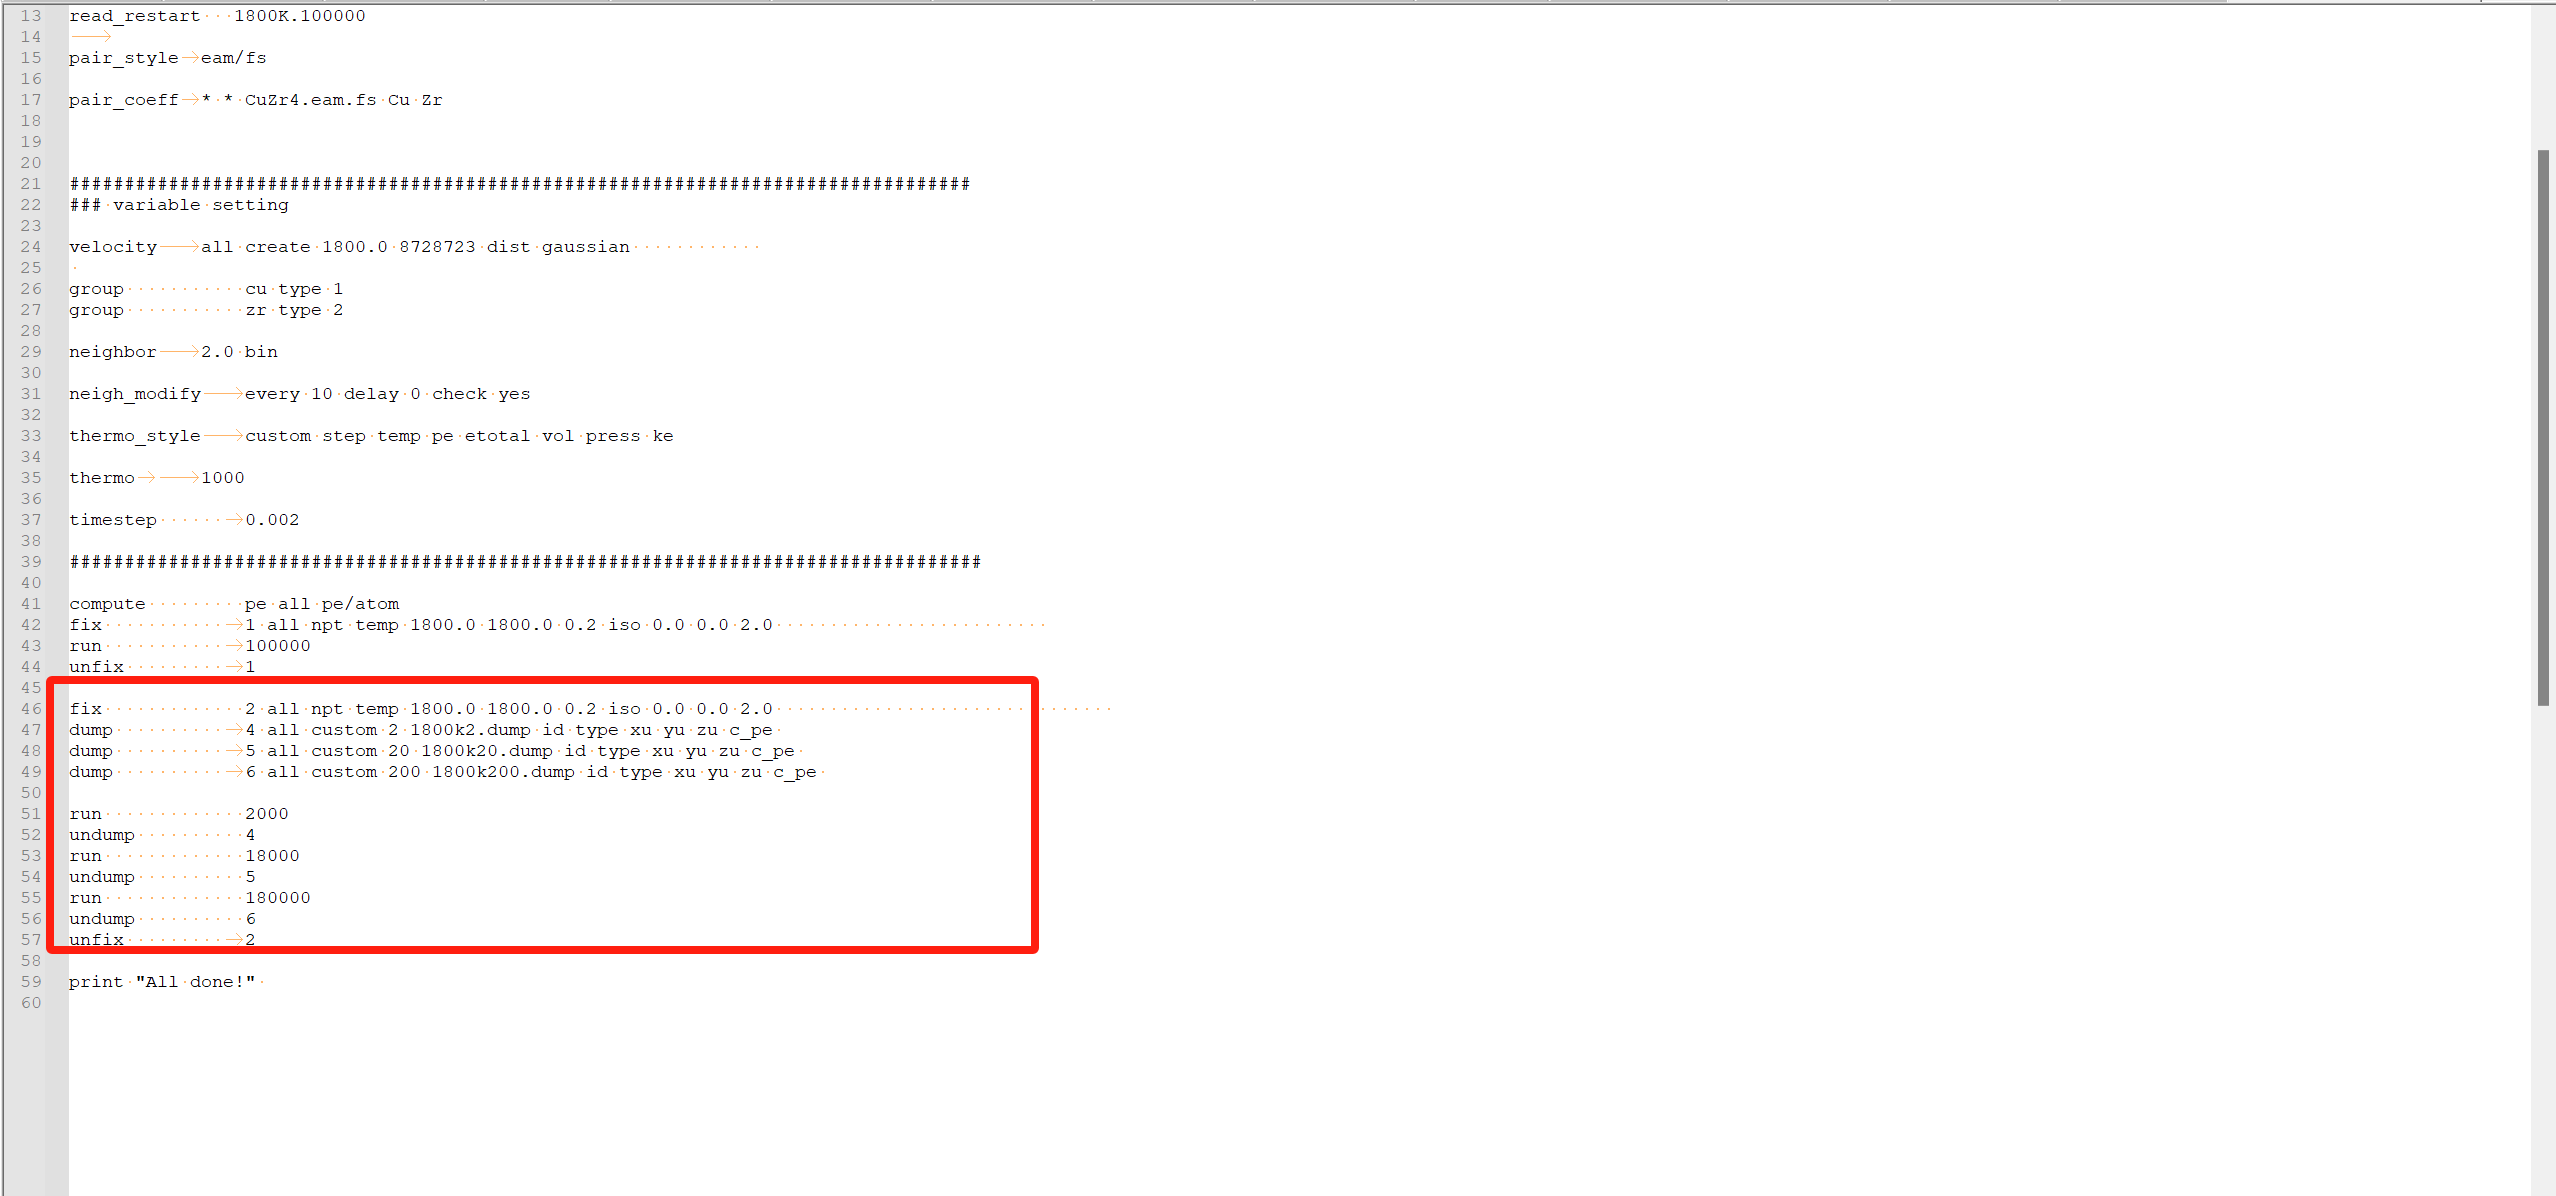 13 read_restart 1800K.100000
14
15 pair_style eam/fs
16
17 pair_coeff * * CuZr4.eam.fs Cu Zr
18
19
20
21 ##################################################################################
22 ### variable setting
23
24 velocity all create 1800.0 8728723 dist gaussian
25
26 group cu type 1
27 group zr type 2
28
29 neighbor 2.0 bin
30
31 neigh_modify every 10 delay 0 check yes
32
33 thermo_style custom step temp pe etotal vol press ke
34
35 thermo 1000
36
37 timestep 0.002
38
39 ###################################################################################
40
41 compute pe all pe/atom
42 fix 1 all npt temp 1800.0 1800.0 0.2 iso 0.0 0.0 2.0
43 run 100000
44 unfix 1
45
46 fix 2 all npt temp 1800.0 1800.0 0.2 iso 0.0 0.0 2.0
47 dump 4 all custom 2 1800k2.dump id type xu yu zu c_pe
48 dump 5 all custom 20 1800k20.dump id type xu yu zu c_pe
49 dump 6 all custom 200 1800k200.dump id type xu yu zu c_pe
50
51 run 2000
52 undump 4
53 run 18000
54 undump 5
55 run 180000
56 undump 6
57 unfix 2
58
59 print "All done!"
60